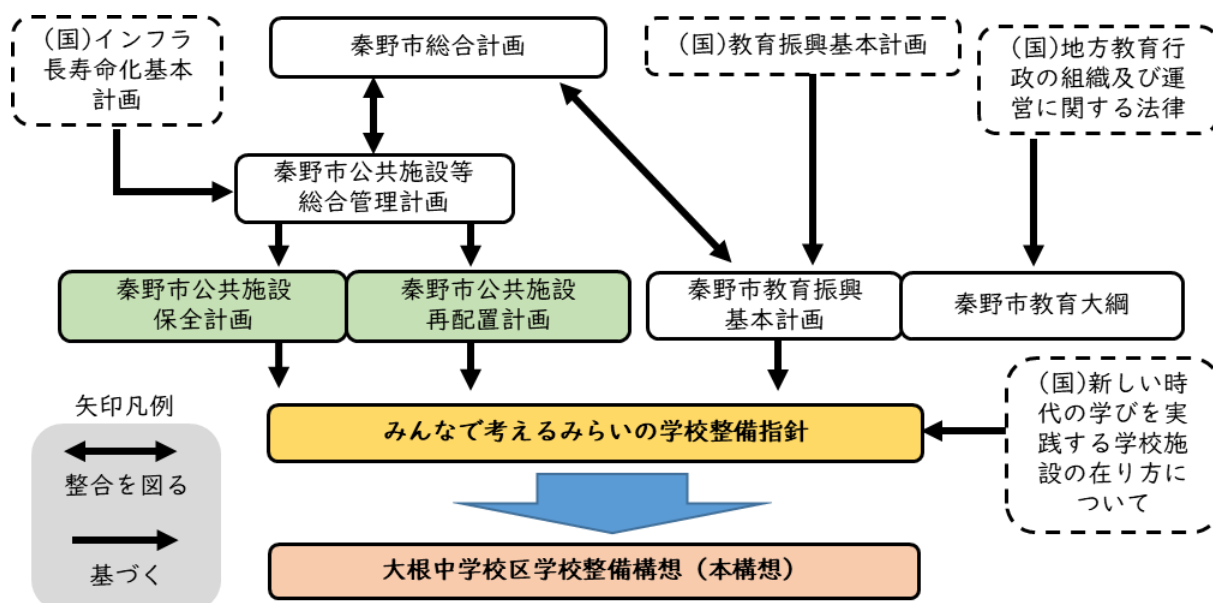 (国)インフラ
長寿命化基本
計画
秦野市総合計画
(国)教育振興基本計画
(国)地方教育行
政の組織及び運
営に関する法律
秦野市公共施設等
総合管理計画
秦野市公共施設
保全計画
秦野市公共施設
再配置計画
秦野市教育振興
基本計画
秦野市教育大綱
矢印凡例
整合を図る
基づく
みんなで考えるみらいの学校整備指針
(国)新しい時
代の学びを実
践する学校施
設の在り方に
ついて
大根中学校区学校整備構想（本構想）